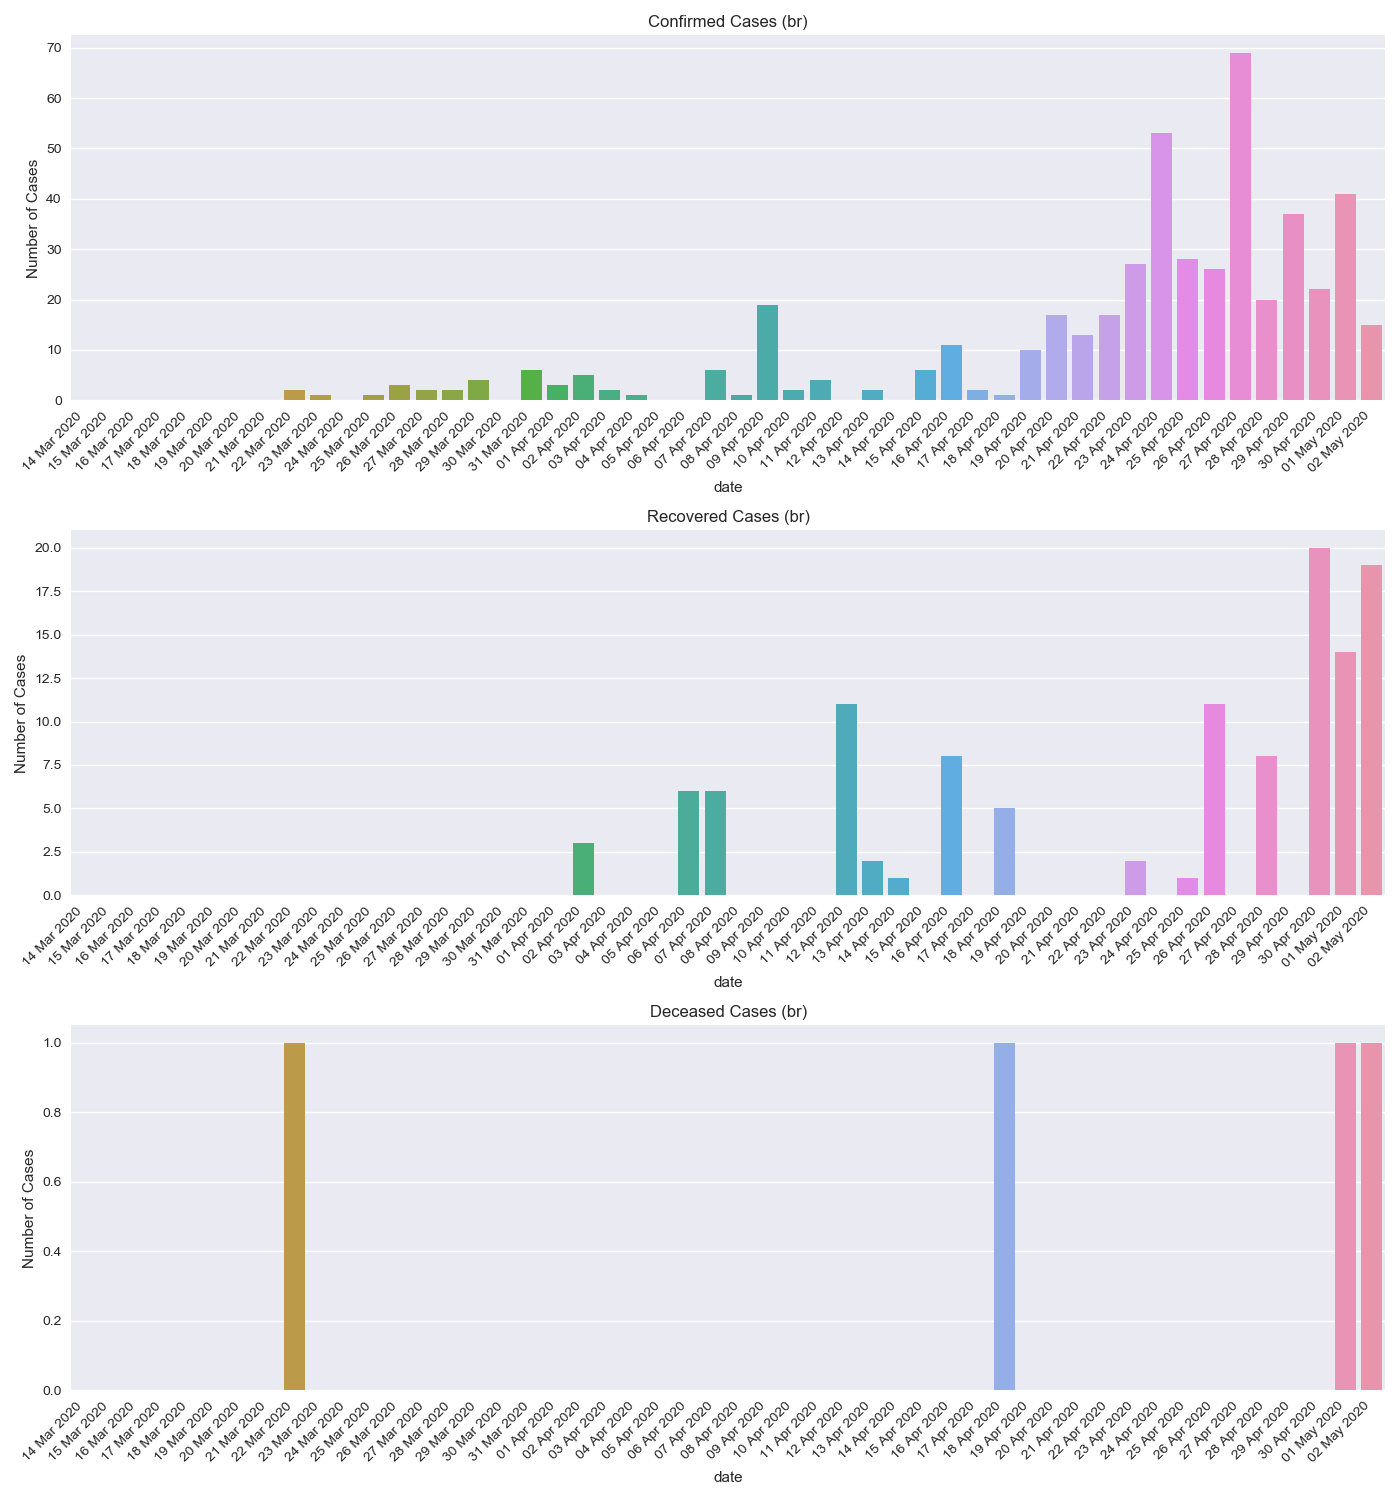 Confirmed Cases (br)
70
60
50
40
30
20
10
0
Number of Cases
14 Mar 2020
15 Mar 2020
16 Mar 2020
17 Mar 2020
18 Mar 2020
19 Mar 2020
20 Mar 2020
21 Mar 2020
22 Mar 2020
23 Mar 2020
24 Mar 2020
25 Mar 2020
26 Mar 2020
27 Mar 2020
28 Mar 2020
29 Mar 2020
30 Mar 2020
31 Mar 2020
01 Apr 2020
02 Apr 2020
03 Apr 2020
04 Apr 2020
05 Apr 2020
06 Apr 2020
07 Apr 2020
08 Apr 2020
09 Apr 2020
10 Apr 2020
11 Apr 2020
12 Apr 2020
13 Apr 2020
14 Apr 2020
15 Apr 2020
16 Apr 2020
17 Apr 2020
18 Apr 2020
19 Apr 2020
20 Apr 2020
21 Apr 2020
22 Apr 2020
23 Apr 2020
24 Apr 2020
25 Apr 2020
26 Apr 2020
27 Apr 2020
28 Apr 2020
29 Apr 2020
30 Apr 2020
01 May 2020
02 May 2020
date
Recovered Cases (br)
20.0
17.5
15.0
12.5
10.0
7.5
5.0
2.5
0.0
Number of Cases
14 Mar 2020
15 Mar 2020
16 Mar 2020
17 Mar 2020
18 Mar 2020
19 Mar 2020
20 Mar 2020
21 Mar 2020
22 Mar 2020
23 Mar 2020
24 Mar 2020
25 Mar 2020
26 Mar 2020
27 Mar 2020
28 Mar 2020
29 Mar 2020
30 Mar 2020
31 Mar 2020
01 Apr 2020
02 Apr 2020
03 Apr 2020
04 Apr 2020
05 Apr 2020
06 Apr 2020
07 Apr 2020
08 Apr 2020
09 Apr 2020
10 Apr 2020
11 Apr 2020
12 Apr 2020
13 Apr 2020
14 Apr 2020
15 Apr 2020
16 Apr 2020
17 Apr 2020
18 Apr 2020
19 Apr 2020
20 Apr 2020
21 Apr 2020
22 Apr 2020
23 Apr 2020
24 Apr 2020
25 Apr 2020
26 Apr 2020
27 Apr 2020
28 Apr 2020
29 Apr 2020
30 Apr 2020
01 May 2020
02 May 2020
date
Deceased Cases (br)
1.0
0.8
0.6
0.4
0.2
0.0
Number of Cases
14 Mar 2020
15 Mar 2020
16 Mar 2020
17 Mar 2020
18 Mar 2020
19 Mar 2020
20 Mar 2020
21 Mar 2020
22 Mar 2020
23 Mar 2020
24 Mar 2020
25 Mar 2020
26 Mar 2020
27 Mar 2020
28 Mar 2020
29 Mar 2020
30 Mar 2020
31 Mar 2020
01 Apr 2020
02 Apr 2020
03 Apr 2020
04 Apr 2020
05 Apr 2020
06 Apr 2020
07 Apr 2020
08 Apr 2020
09 Apr 2020
10 Apr 2020
11 Apr 2020
12 Apr 2020
13 Apr 2020
14 Apr 2020
15 Apr 2020
16 Apr 2020
17 Apr 2020
18 Apr 2020
19 Apr 2020
20 Apr 2020
21 Apr 2020
22 Apr 2020
23 Apr 2020
24 Apr 2020
25 Apr 2020
26 Apr 2020
27 Apr 2020
28 Apr 2020
29 Apr 2020
30 Apr 2020
01 May 2020
02 May 2020
date